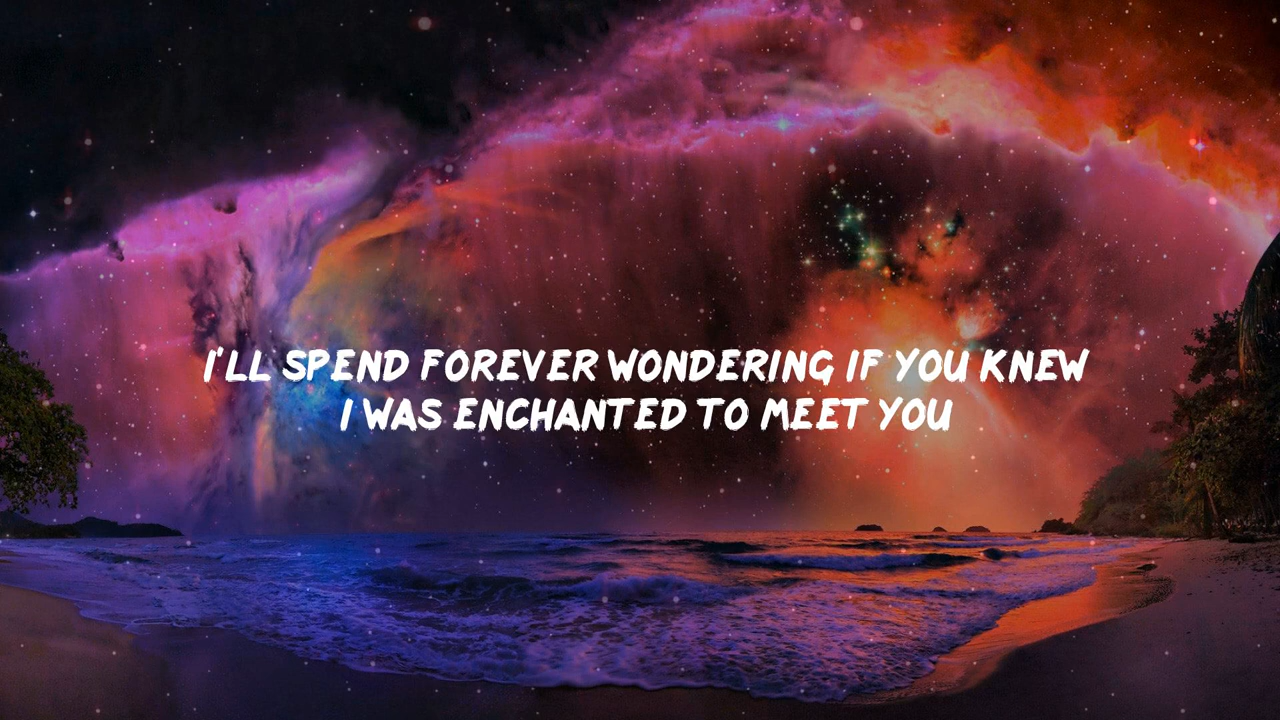 I'LL SPEND FOREVER WONDERING IF YOU KNEW
I WAS ENCHANTED TO MEET YOU